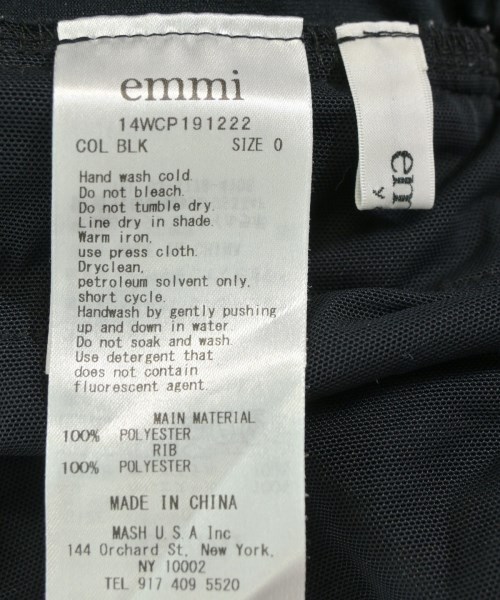 emmi
14WCP191222
COL BLK SIZE 0
Hand wash cold.
Do not bleach.
Do not tumble dry.
Line dry in shade.
Warm iron,
use press cloth.
Dryclean,
petroleum solvent only,
short cycle.
Handwash by gently pushing
up and down in water
Do not soak and wash.
Use detergent that
does not contain
fluorescent agent.
MAIN MATERIAL
100% POLYESTER
RIB
100% POLYESTER
MADE IN CHINA
MASH U.S.A Inc
144 Orchard St, New York,
NY 10002
TEL 917 409 5520